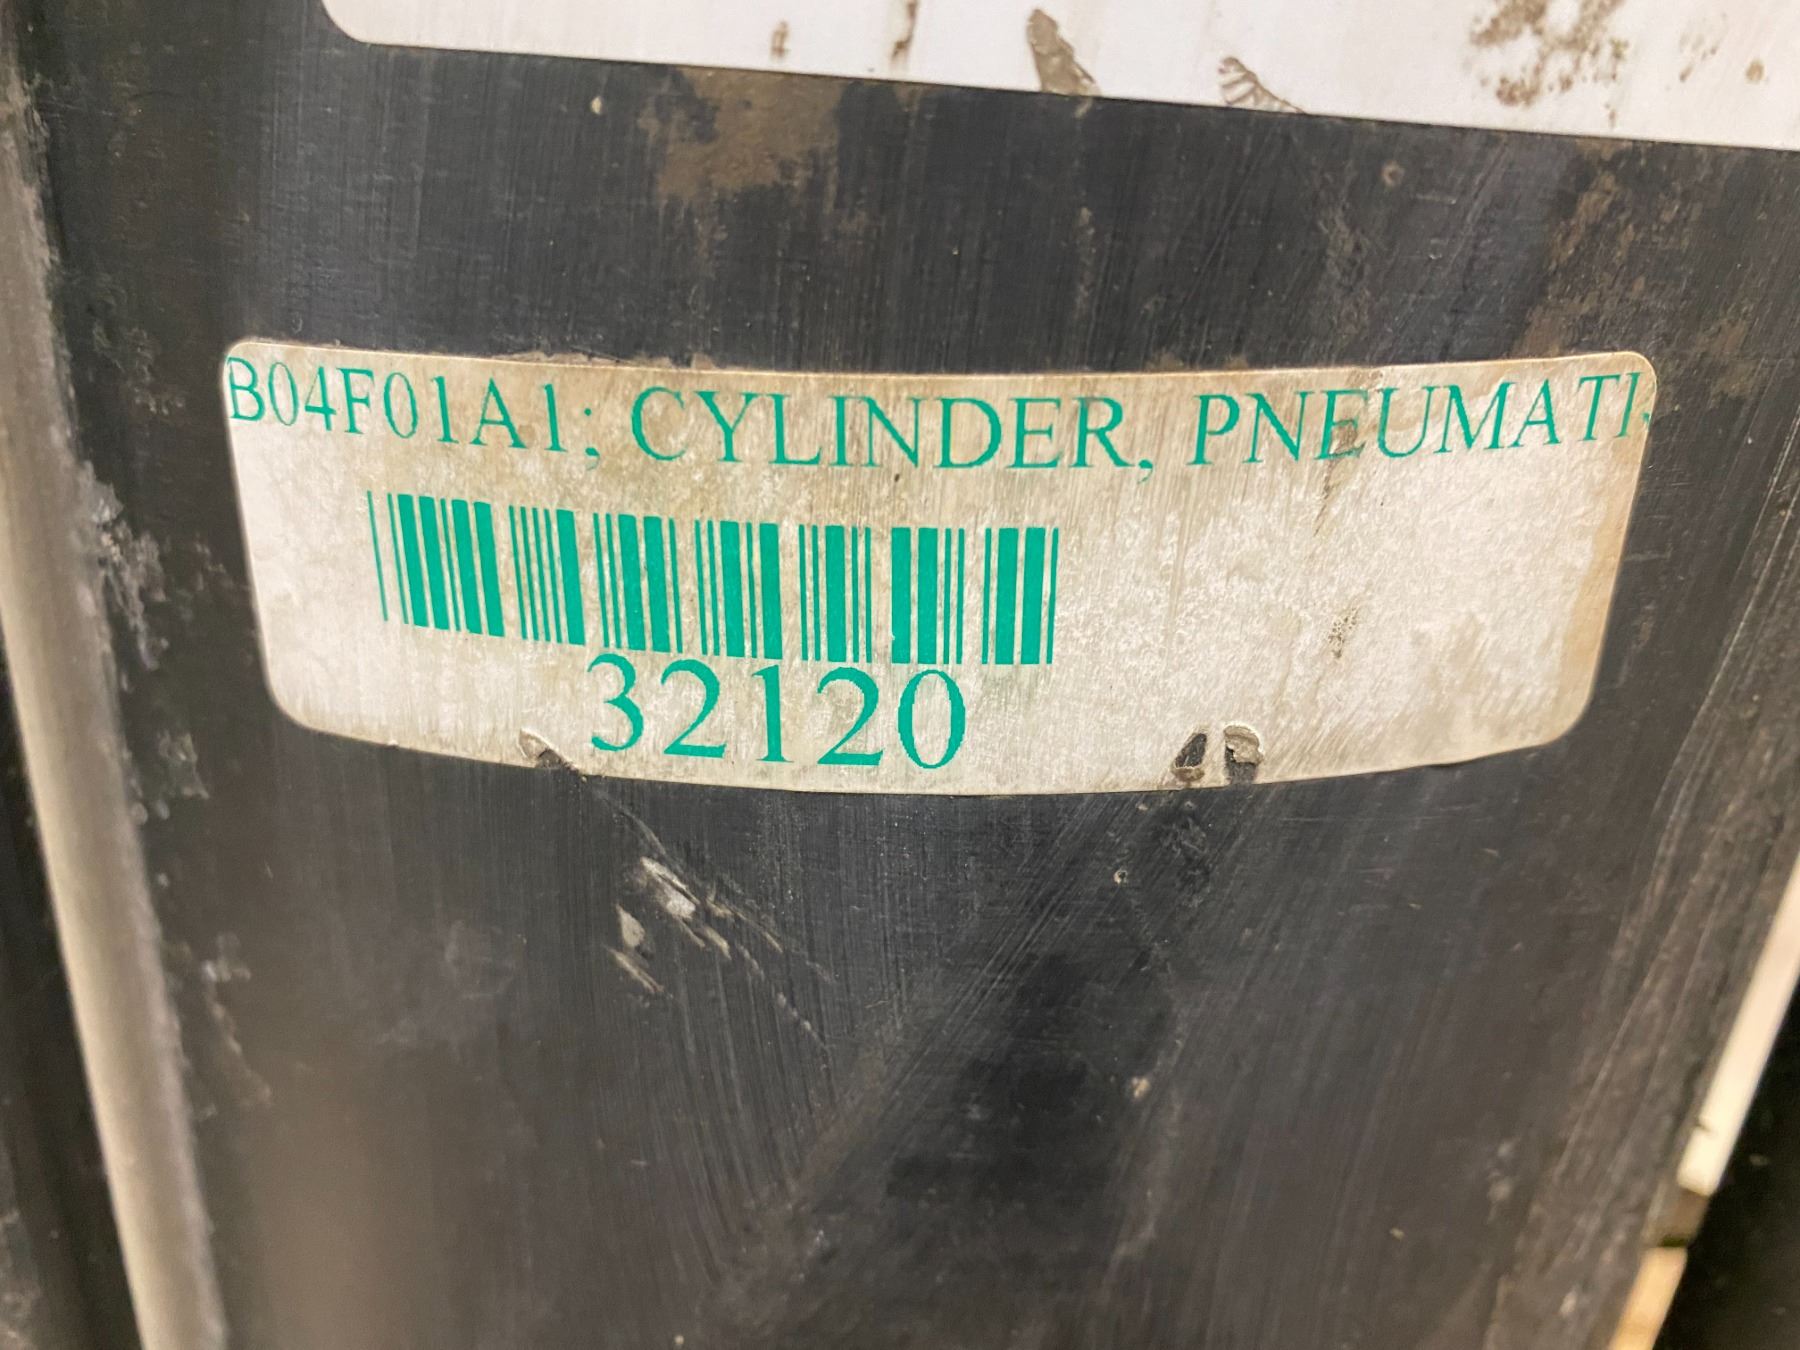 B04F01A1; CYLINDER, PNEUMATI
32120